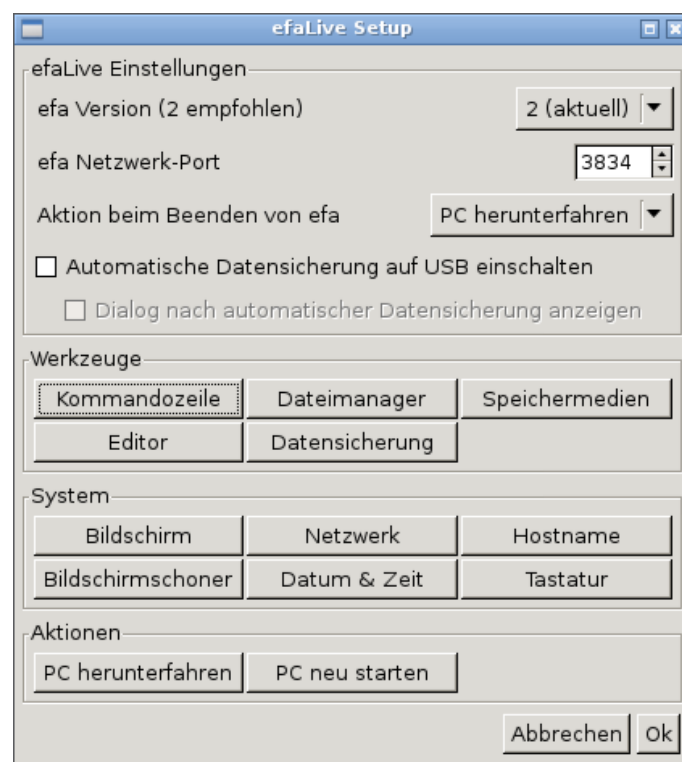 efaLive Setup
efaLive Einstellungen
efa Version (2 empfohlen) 2 (aktuell)
efa Netzwerk-Port 3834
Aktion beim Beenden von efa PC herunterfahren
Automatische Datensicherung auf USB einschalten
Dialog nach automatischer Datensicherung anzeigen
Werkzeuge
Kommandozeile Dateimanager Speichermedien
Editor Datensicherung
System
Bildschirm Netzwerk Hostname
Bildschirmschoner Datum & Zeit Tastatur
Aktionen
PC herunterfahren PC neu starten
Abbrechen Ok